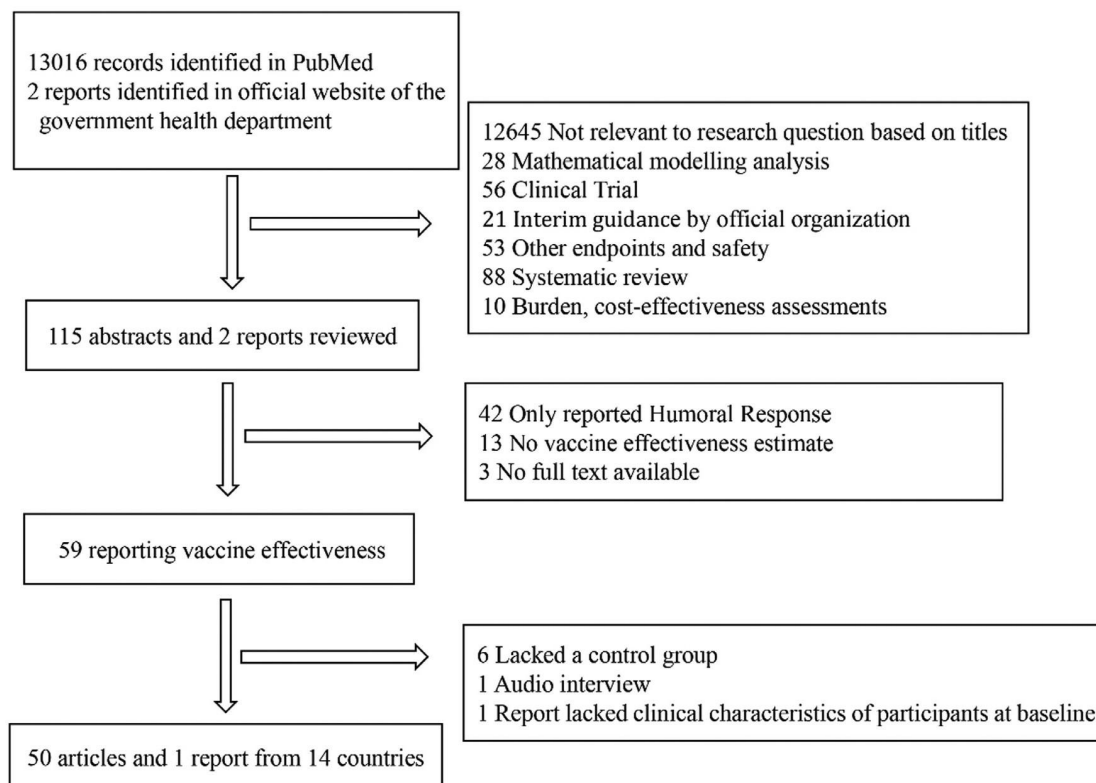 13016 records identified in PubMed
2 reports identified in official website of the
government health department
12645 Not relevant to research question based on titles
28 Mathematical modelling analysis
56 Clinical Trial
21 Interim guidance by official organization
53 Other endpoints and safety
88 Systematic review
10 Burden, cost-effectiveness assessments
115 abstracts and 2 reports reviewed
42 Only reported Humoral Response
13 No vaccine effectiveness estimate
3 No full text available
59 reporting vaccine effectiveness
6 Lacked a control group
1 Audio interview
1 Report lacked clinical characteristics of participants at baseline
50 articles and 1 report from 14 countries